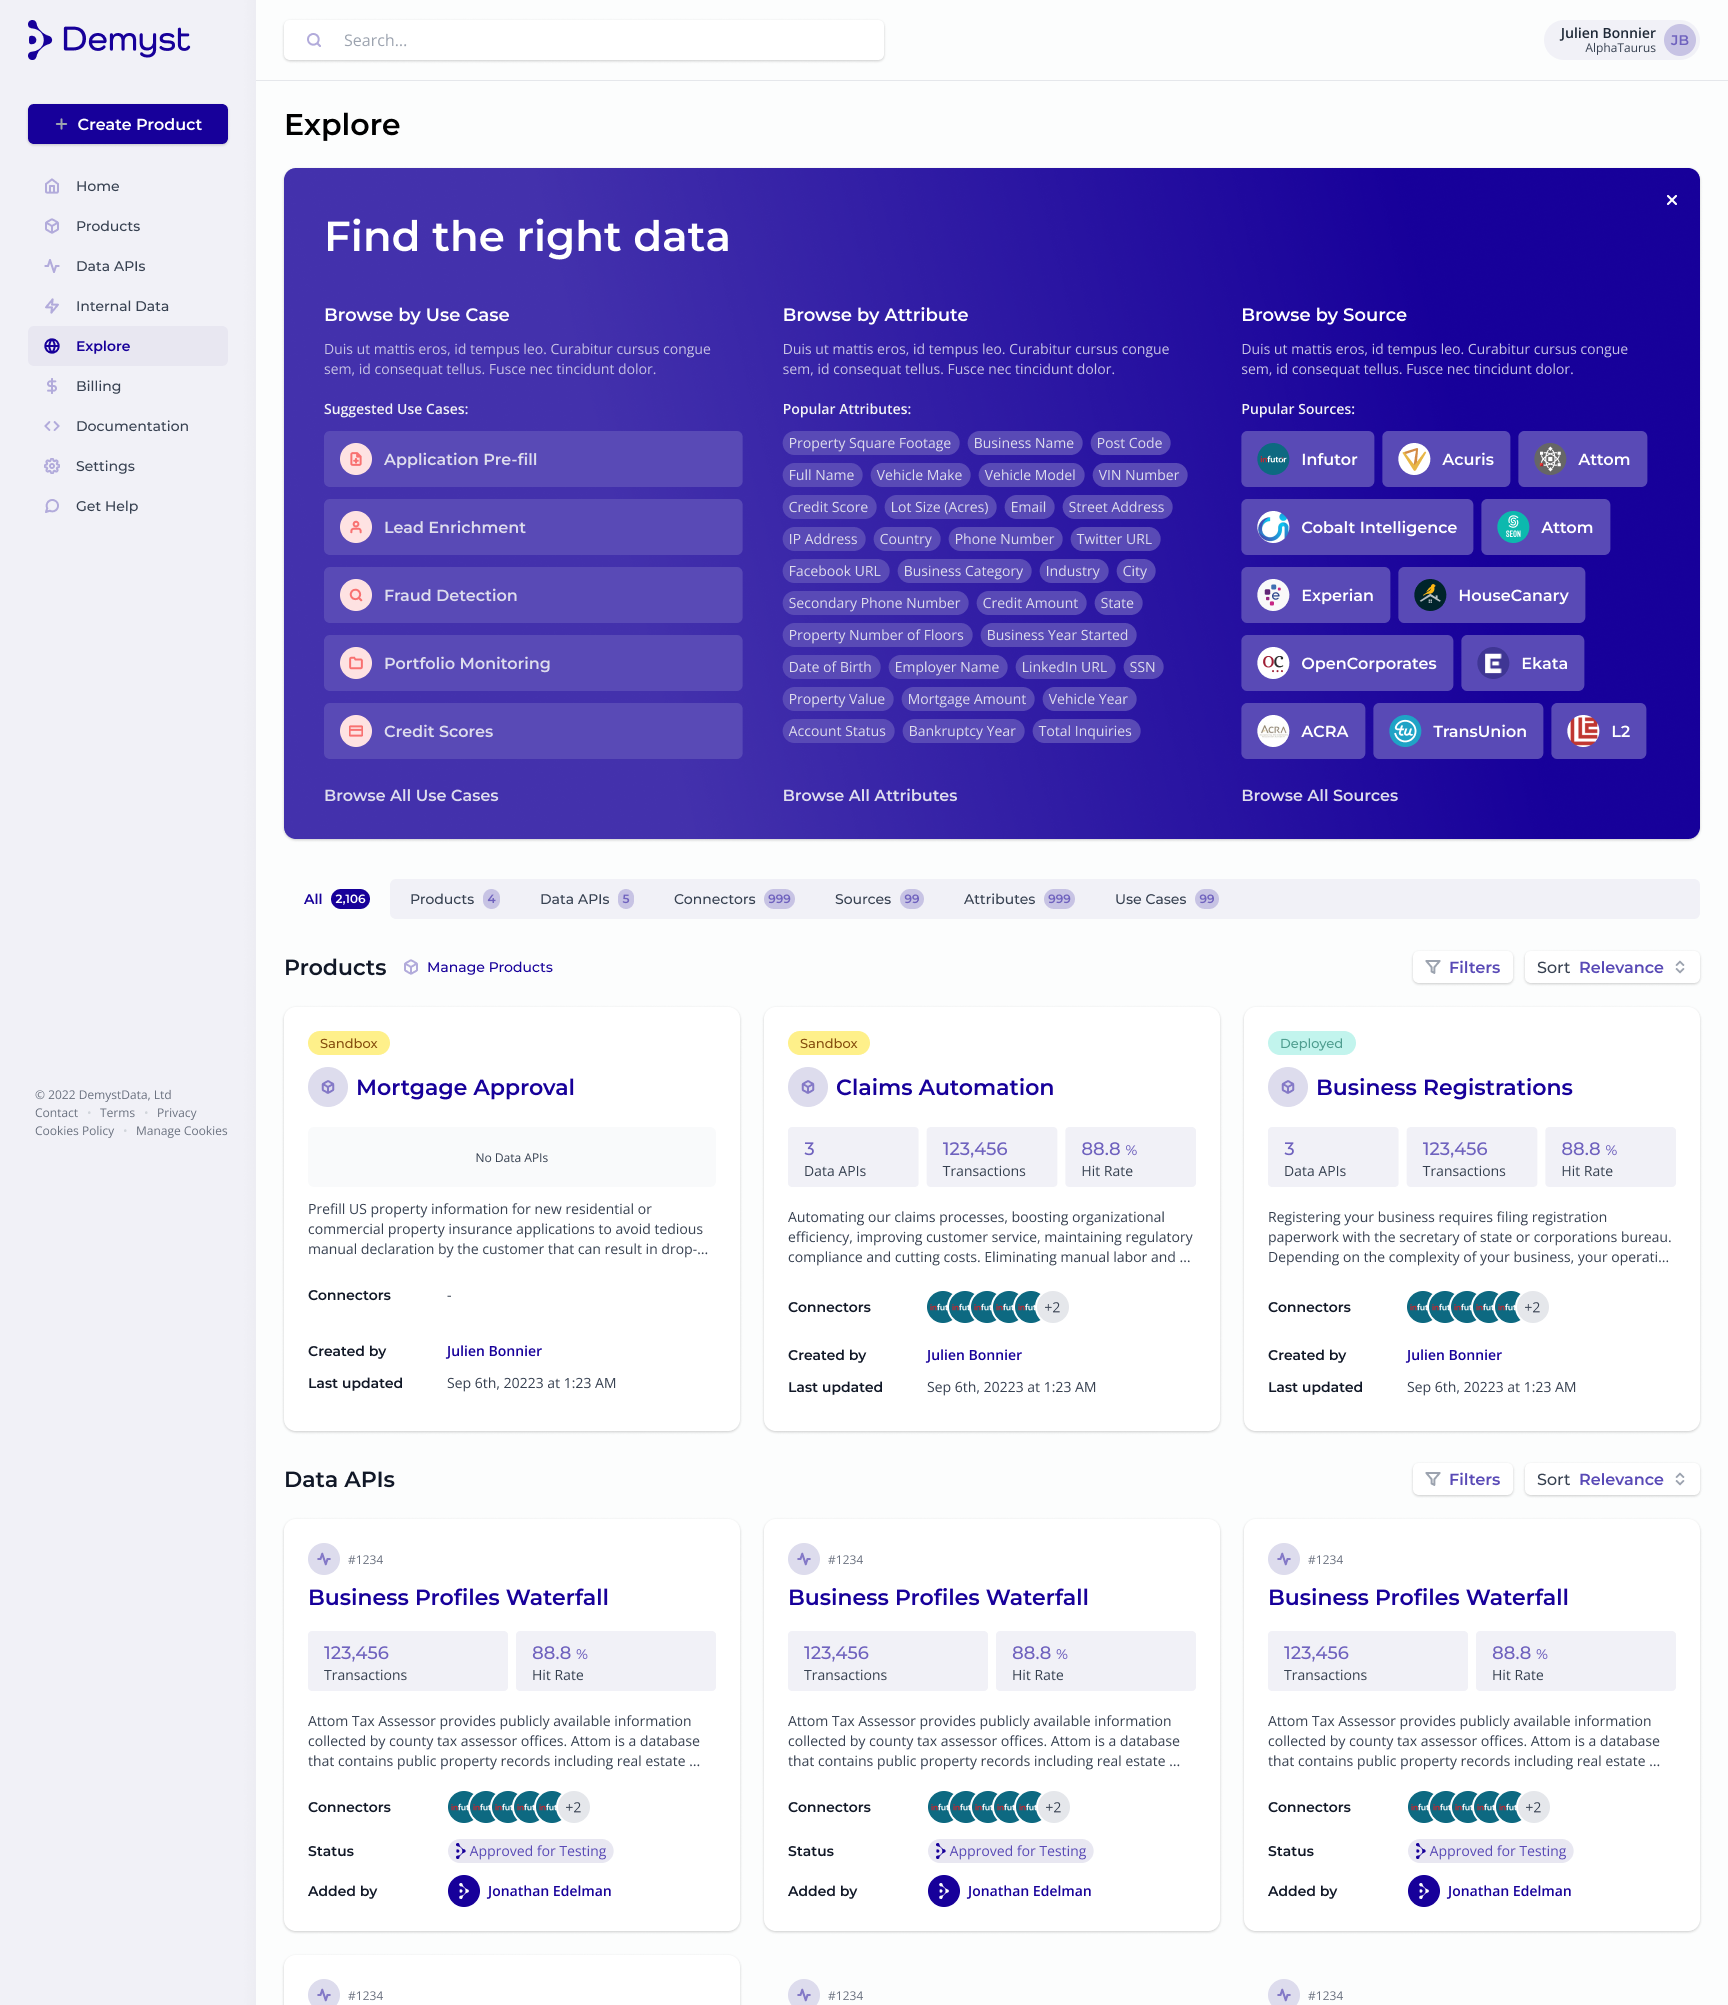 Demyst
Search...
Julien Bonnier
AlphaTaurus
JB
Create Product
Home
Products
Data APIs
Internal Data
Explore
Billing
Documentation
Settings
Get Help
© 2022 DemystData, Ltd
Contact • Terms • Privacy
Cookies Policy • Manage Cookies
Explore
Find the right data
Browse by Use Case
Duis ut mattis eros, id tempus leo. Curabitur cursus congue
sem, id consequat tellus. Fusce nec tincidunt dolor.
Suggested Use Cases:
Application Pre-fill
Lead Enrichment
Fraud Detection
Portfolio Monitoring
Credit Scores
Browse All Use Cases
Browse by Attribute
Duis ut mattis eros, id tempus leo. Curabitur cursus congue
sem, id consequat tellus. Fusce nec tincidunt dolor.
Popular Attributes:
Property Square Footage Business Name Post Code
Full Name Vehicle Make Vehicle Model VIN Number
Credit Score Lot Size (Acres) Email Street Address
IP Address Country Phone Number Twitter URL
Facebook URL Business Category Industry City
Secondary Phone Number Credit Amount State
Property Number of Floors Business Year Started
Date of Birth Employer Name LinkedIn URL SSN
Property Value Mortgage Amount Vehicle Year
Account Status Bankruptcy Year Total Inquiries
Browse All Attributes
Browse by Source
Duis ut mattis eros, id tempus leo. Curabitur cursus congue
sem, id consequat tellus. Fusce nec tincidunt dolor.
Pupular Sources:
Infutor Acuris Attom
Cobalt Intelligence SEON Attom
Experian HouseCanary
OC OpenCorporates E Ekata
ACRA ACRA tu TransUnion L2
Browse All Sources
All 2,106 Products 4 Data APIs 5 Connectors 999 Sources 99 Attributes 999 Use Cases 99
Products Manage Products Filters Sort Relevance
Sandbox
Mortgage Approval
No Data APIs
Prefill US property information for new residential or
commercial property insurance applications to avoid tedious
manual declaration by the customer that can result in drop-...
Connectors -
Created by Julien Bonnier
Last updated Sep 6th, 20223 at 1:23 AM
Sandbox
Claims Automation
3 123,456 88.8 %
Data APIs Transactions Hit Rate
Automating our claims processes, boosting organizational
efficiency, improving customer service, maintaining regulatory
compliance and cutting costs. Eliminating manual labor and ...
Connectors +2
Created by Julien Bonnier
Last updated Sep 6th, 20223 at 1:23 AM
Deployed
Business Registrations
3 123,456 88.8 %
Data APIs Transactions Hit Rate
Registering your business requires filing registration
paperwork with the secretary of state or corporations bureau.
Depending on the complexity of your business, your operati...
Connectors +2
Created by Julien Bonnier
Last updated Sep 6th, 20223 at 1:23 AM
Data APIs Filters Sort Relevance
#1234
Business Profiles Waterfall
123,456 88.8 %
Transactions Hit Rate
Attom Tax Assessor provides publicly available information
collected by county tax assessor offices. Attom is a database
that contains public property records including real estate ...
Connectors +2
Status Approved for Testing
Added by Jonathan Edelman
#1234
Business Profiles Waterfall
123,456 88.8 %
Transactions Hit Rate
Attom Tax Assessor provides publicly available information
collected by county tax assessor offices. Attom is a database
that contains public property records including real estate ...
Connectors +2
Status Approved for Testing
Added by Jonathan Edelman
#1234
Business Profiles Waterfall
123,456 88.8 %
Transactions Hit Rate
Attom Tax Assessor provides publicly available information
collected by county tax assessor offices. Attom is a database
that contains public property records including real estate ...
Connectors +2
Status Approved for Testing
Added by Jonathan Edelman
#1234 #1234 #1234